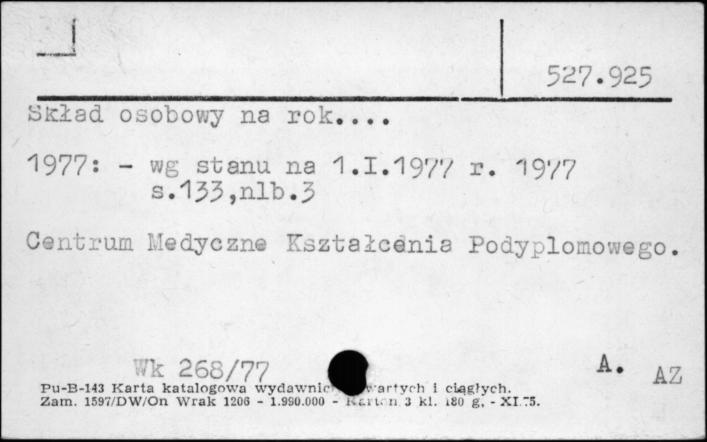 527.925
Skład osobowy na rok....
1977: - wg stanu na 1.I.1977 r. 1977
s.133,nlb.3
Centrum Medyczne Kształcenia Podyplomowego.
Wk 268/77
A. AZ
Pu-B-143 Karta katalogowa wartych i ciągłych.
Zam. 1597/DW/On Wrak 1206 - 1.990.000 - Karton 3 kl. 180 g, - XI.75.